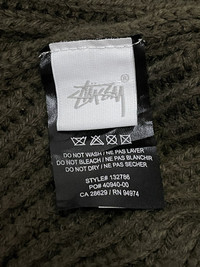 Stüssy
DO NOT WASH / NE PAS LAVER
DO NOT BLEACH / NE PAS BLANCHIR
DO NOT DRY / NE PAS SECHER
STYLE# 132786
PO# 40940-00
CA 28629 / RN 94974